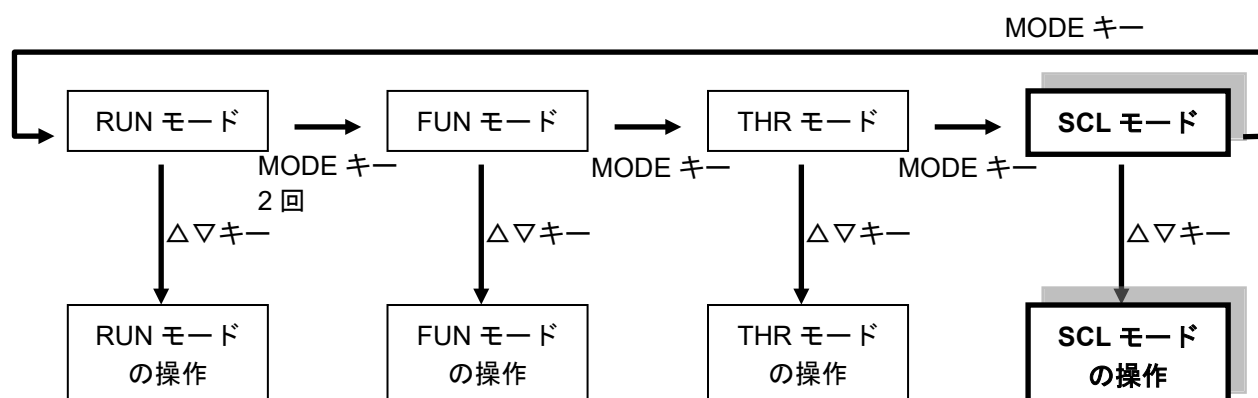 MODE キー
RUN モード
FUN モード
THR モード
SCL モード
MODE キー
2 回
MODE キー
MODE キー
△▽キー
△▽キー
△▽キー
△▽キー
RUN モード
の操作
FUN モード
の操作
THR モード
の操作
SCL モード
の操作